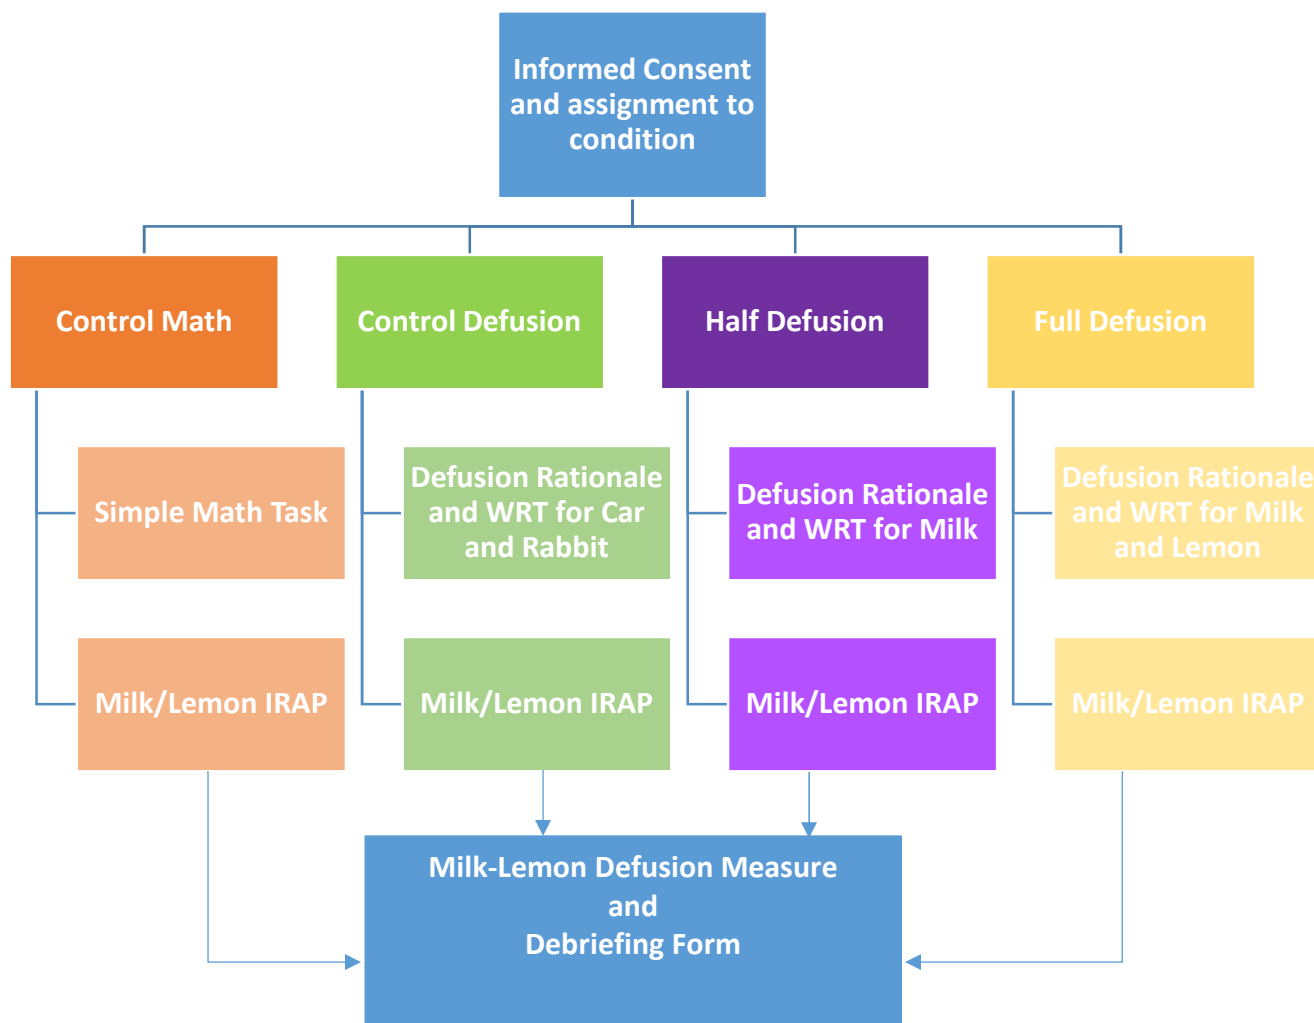 Informed Consent
and assignment to
condition
Control Math
Control Defusion
Half Defusion
Full Defusion
Simple Math Task
Defusion Rationale
and WRT for Car
and Rabbit
Defusion Rationale
and WRT for Milk
Defusion Rationale
and WRT for Milk
and Lemon
Milk/Lemon IRAP
Milk/Lemon IRAP
Milk/Lemon IRAP
Milk/Lemon IRAP
Milk-Lemon Defusion Measure
and
Debriefing Form